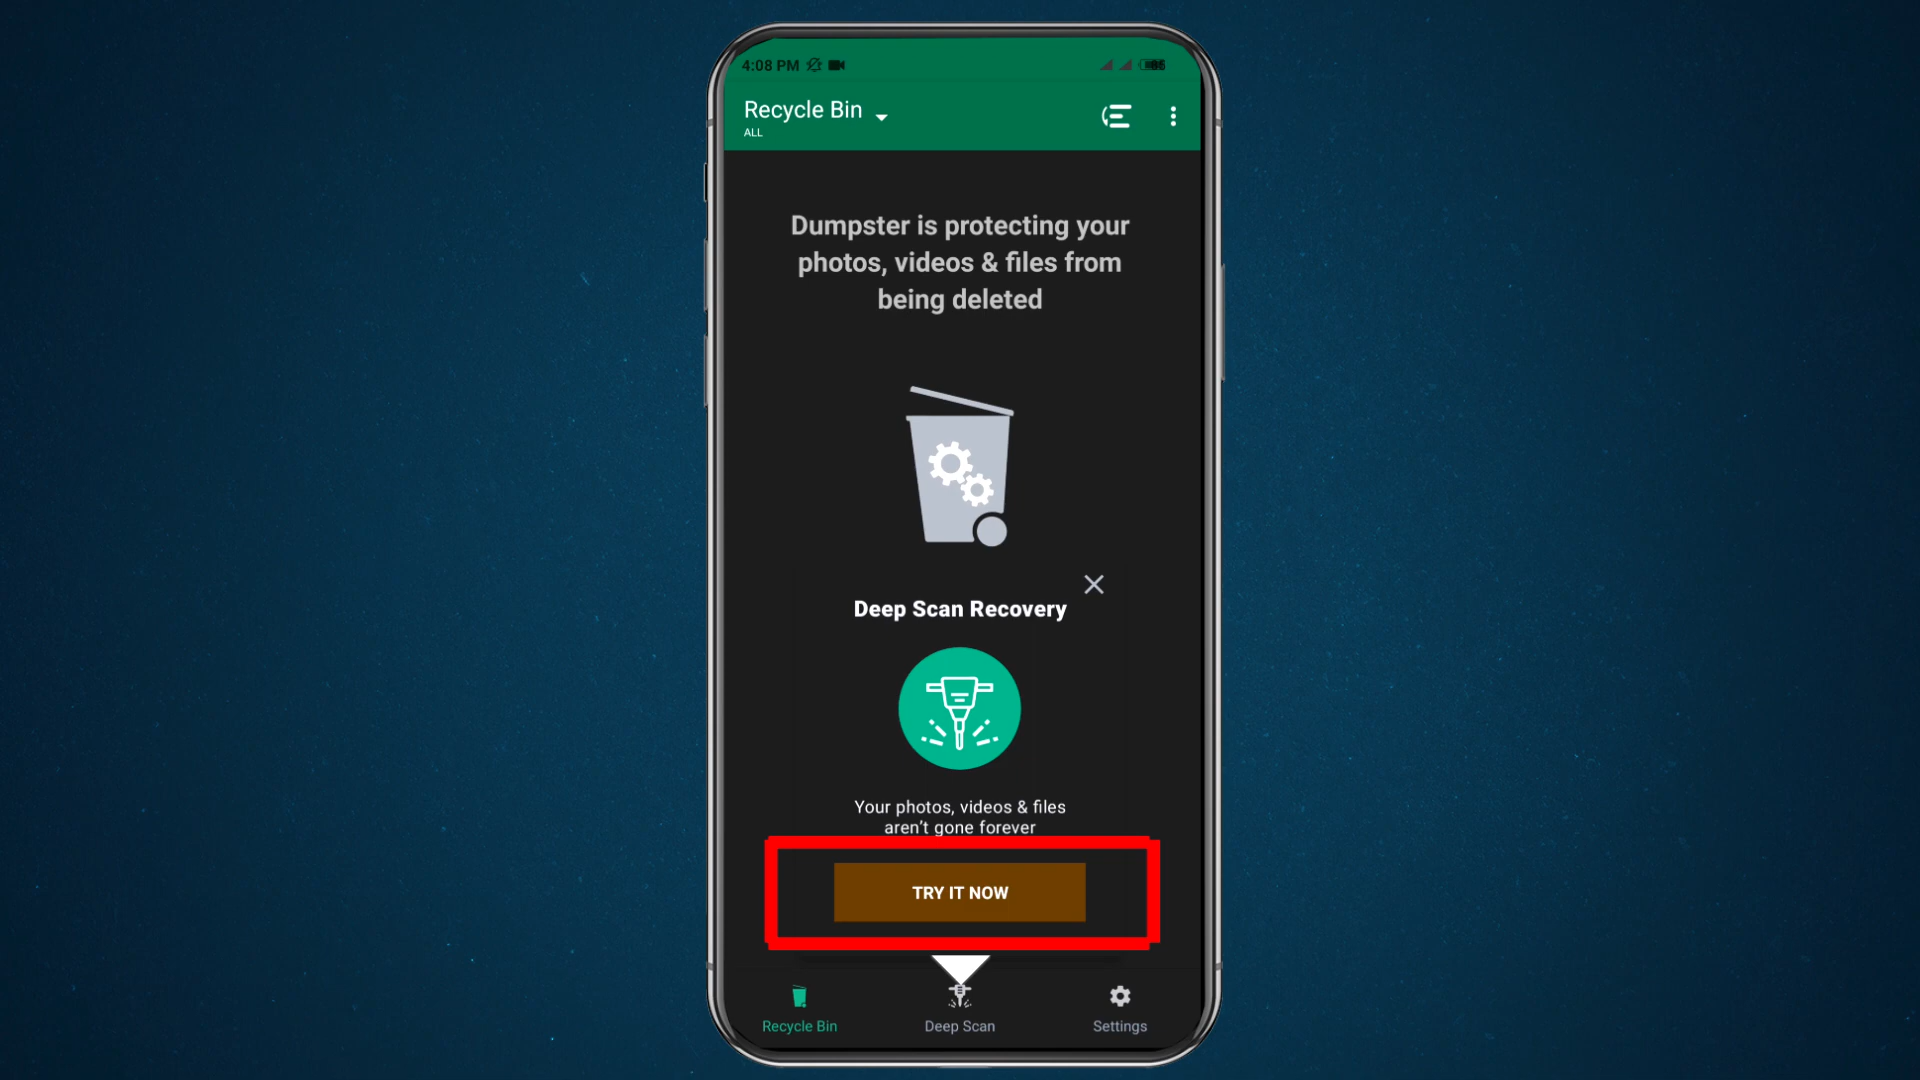 4:08 PM
Recycle Bin
ALL
Dumpster is protecting your
photos, videos & files from
being deleted
Deep Scan Recovery
Your photos, videos & files
aren't gone forever
TRY IT NOW
Recycle Bin
Deep Scan
Settings